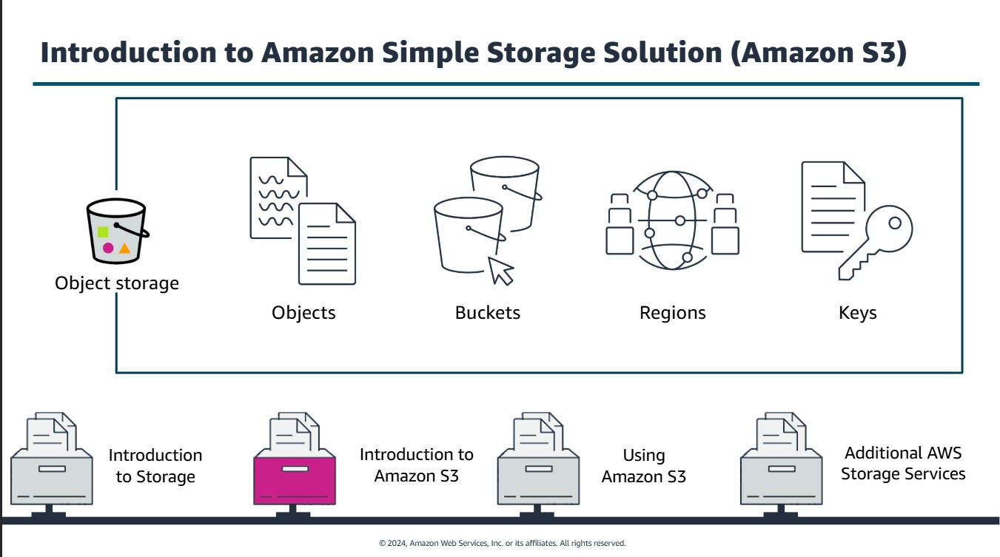 Introduction to Amazon Simple Storage Solution (Amazon S3)
Object storage
Objects
Buckets
Regions
Keys
Introduction
to Storage
Introduction to
Amazon S3
Using
Amazon S3
Additional AWS
Storage Services
© 2024, Amazon Web Services, Inc. or its affiliates. All rights reserved.